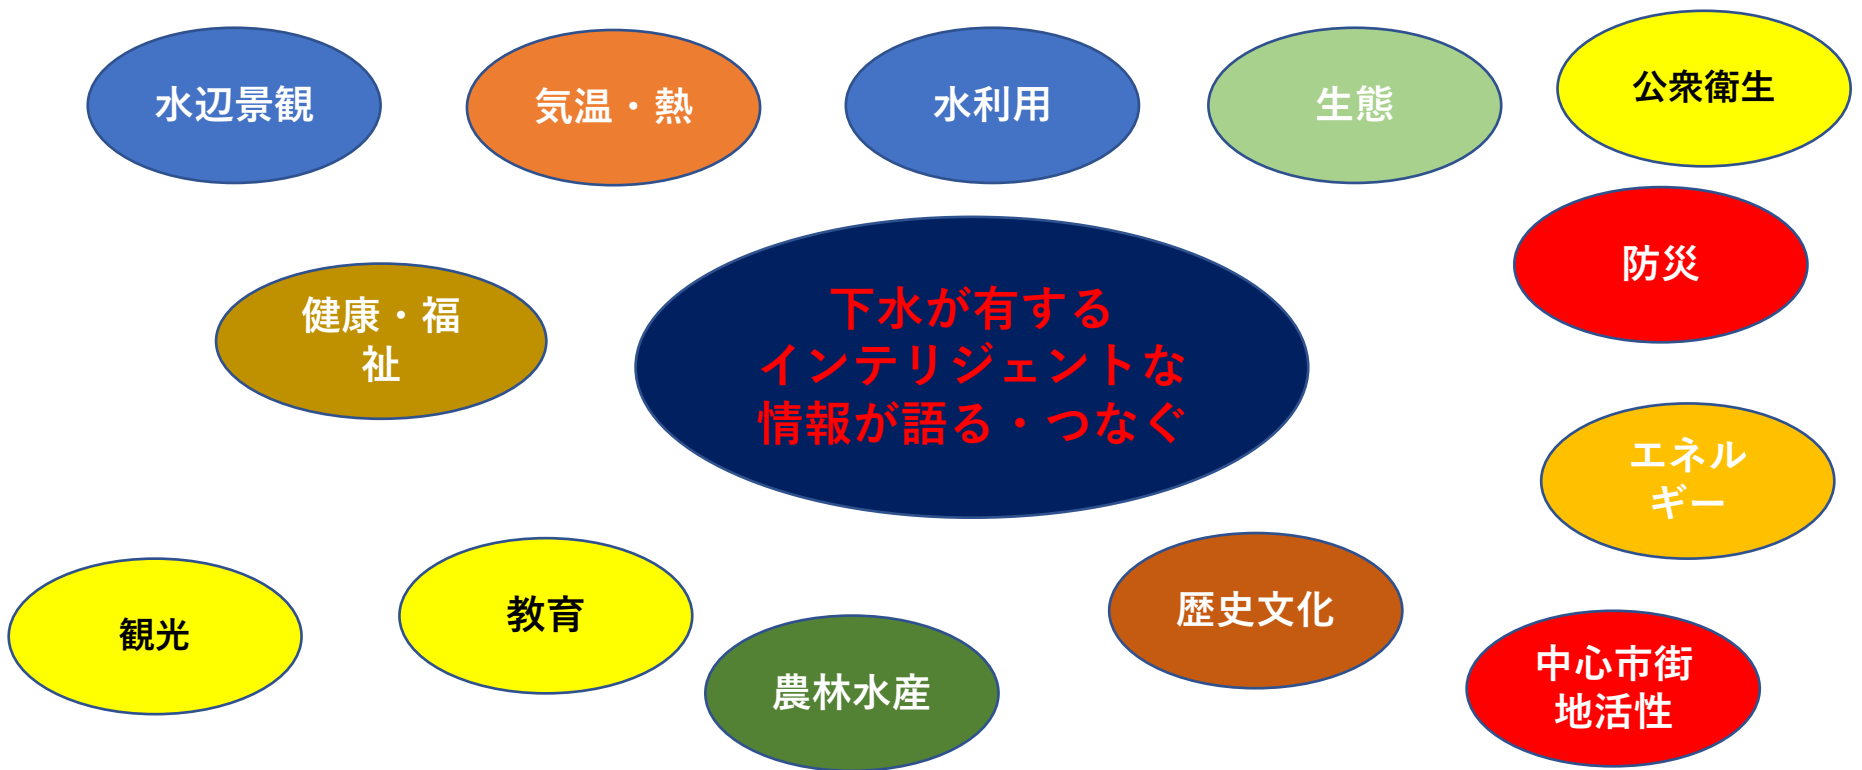 水辺景観
気温・熱
水利用
生態
公衆衛生
防災
健康・福
祉
下水が有する
インテリジェントな
情報が語る・つなぐ
エネル
ギー
観光
教育
農林水産
歴史文化
中心市街
地活性